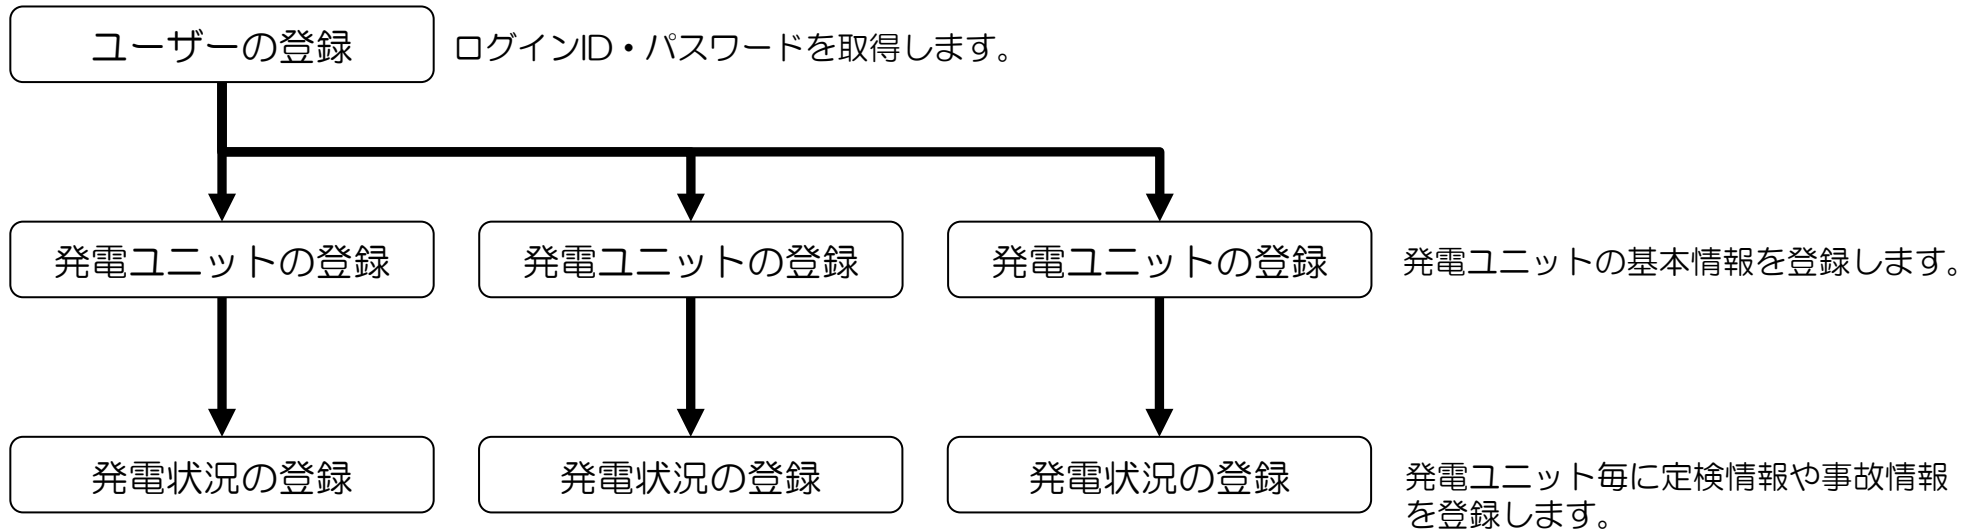 ユーザーの登録
ログインID・パスワードを取得します。
発電ユニットの登録
発電ユニットの登録
発電ユニットの登録
発電ユニットの基本情報を登録します。
発電状況の登録
発電状況の登録
発電状況の登録
発電ユニット毎に定検情報や事故情報
を登録します。